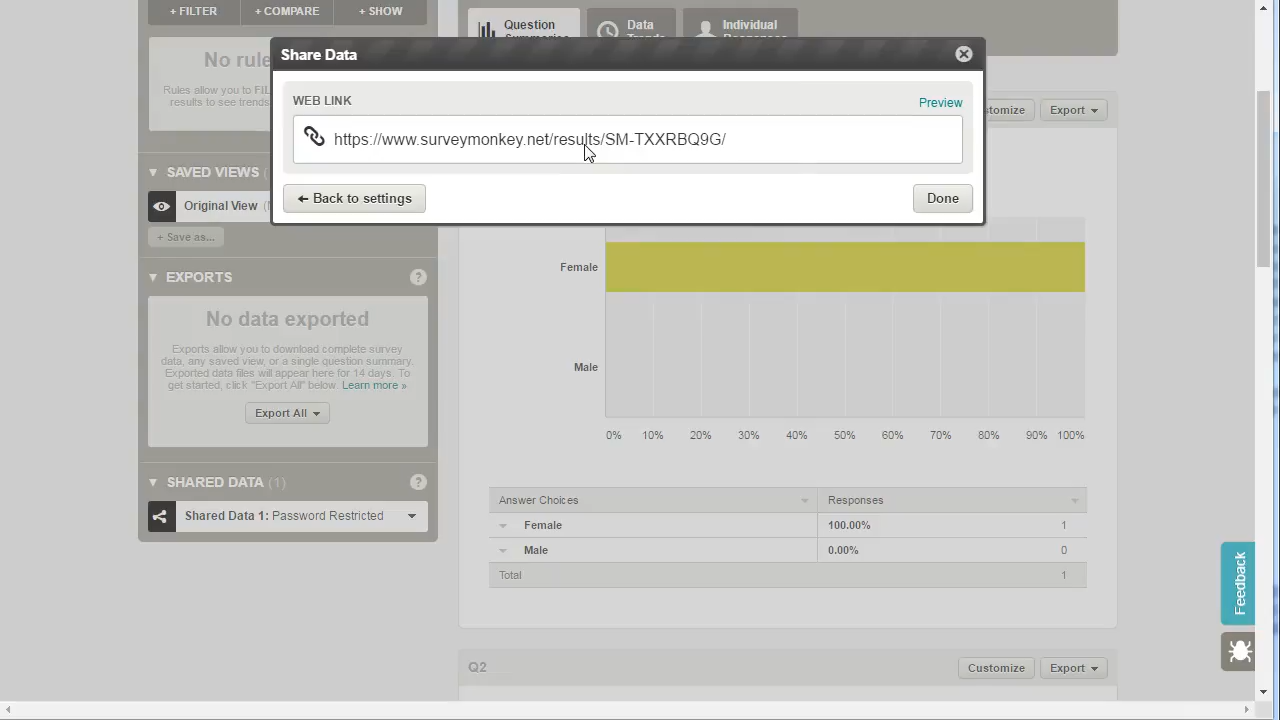 + FILTER
+ COMPARE
+ SHOW
No rule
Rules allow you to FIL
results to see trends
SAVED VIEWS (
Original View (
+ Save as...
EXPORTS
?
No data exported
Exports allow you to download complete survey
data, any saved view, or a single question summary.
Exported data files will appear here for 14 days. To
get started, click "Export All" below. Learn more »
Export All
SHARED DATA (1)
?
Shared Data 1: Password Restricted
Question
Summaries
Data
Trends
Individual
Responses
Share Data
WEB LINK
Preview
https://www.surveymonkey.net/results/SM-TXXRBQ9G/
Back to settings
Done
tomize
Export
Female
Male
0% 10% 20% 30% 40% 50% 60% 70% 80% 90% 100%
Answer Choices Responses
Female 100.00% 1
Male 0.00% 0
Total 1
Q2
Customize
Export
Feedback